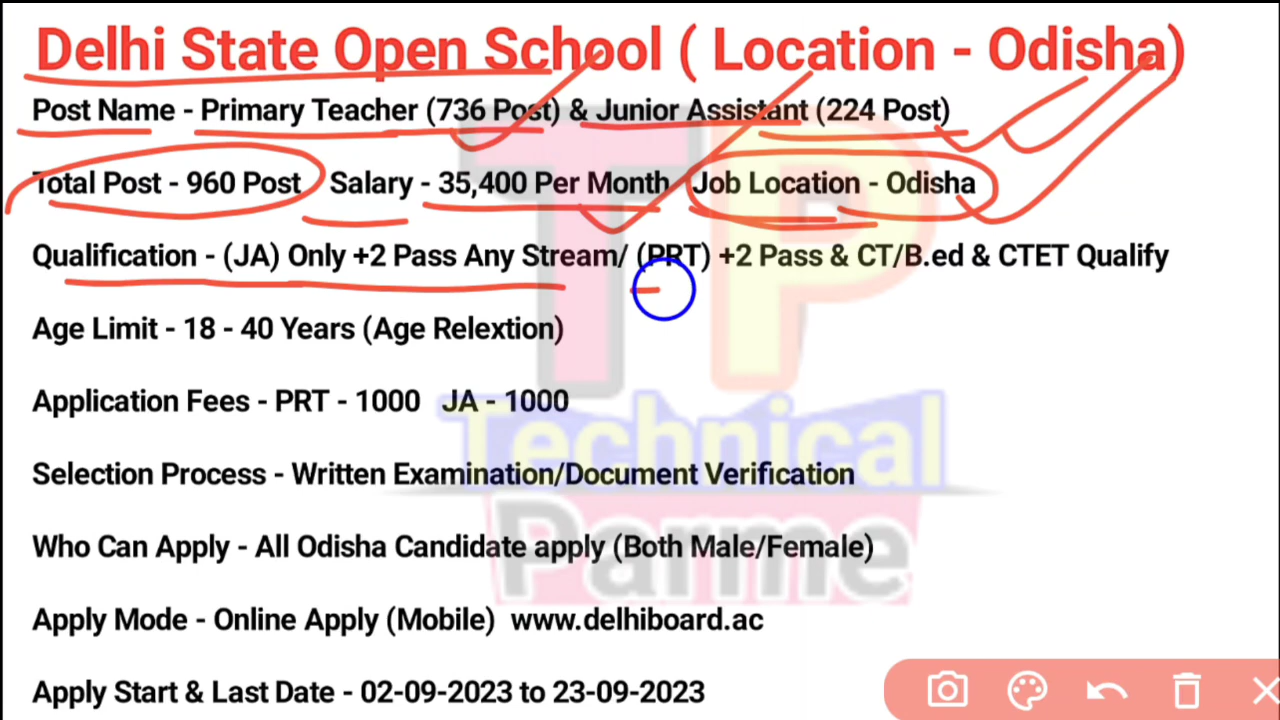 Delhi State Open School ( Location - Odisha)
Post Name - Primary Teacher (736 Post) & Junior Assistant (224 Post)
Total Post - 960 Post Salary - 35,400 Per Month Job Location - Odisha
Qualification - (JA) Only +2 Pass Any Stream/ (PRT) +2 Pass & CT/B.ed & CTET Qualify
Age Limit - 18 - 40 Years (Age Relextion)
Application Fees - PRT - 1000 JA - 1000
Selection Process - Written Examination/Document Verification
Who Can Apply - All Odisha Candidate apply (Both Male/Female)
Apply Mode - Online Apply (Mobile) www.delhiboard.ac
Apply Start & Last Date - 02-09-2023 to 23-09-2023
TP
Technical
Parme